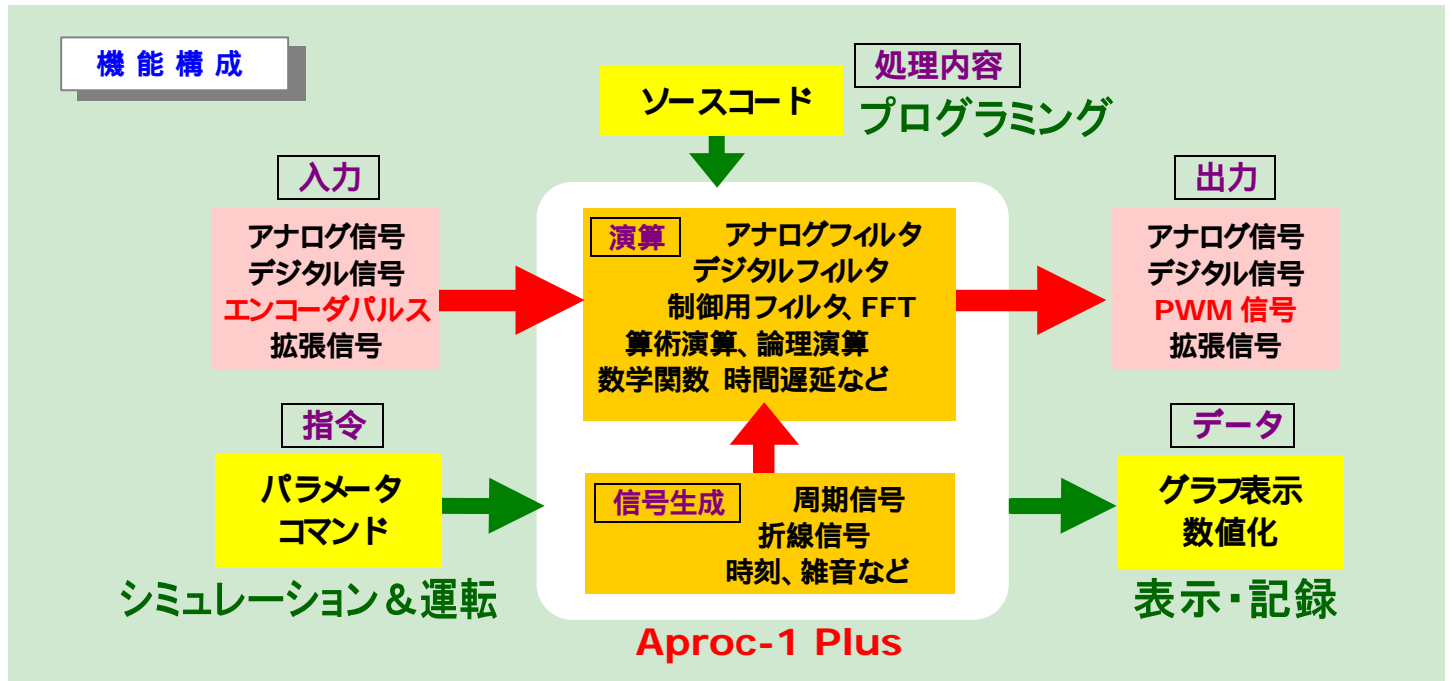 機能構成
処理内容
ソースコード
プログラミング
入力
アナログ信号
デジタル信号
エンコーダパルス
拡張信号
演算 アナログフィルタ
デジタルフィルタ
制御用フィルタ、FFT
算術演算、論理演算
数学関数 時間遅延など
出力
アナログ信号
デジタル信号
PWM 信号
拡張信号
指令
パラメータ
コマンド
シミュレーション&運転
信号生成 周期信号
折線信号
時刻、雑音など
データ
グラフ表示
数値化
表示・記録
Aproc-1 Plus